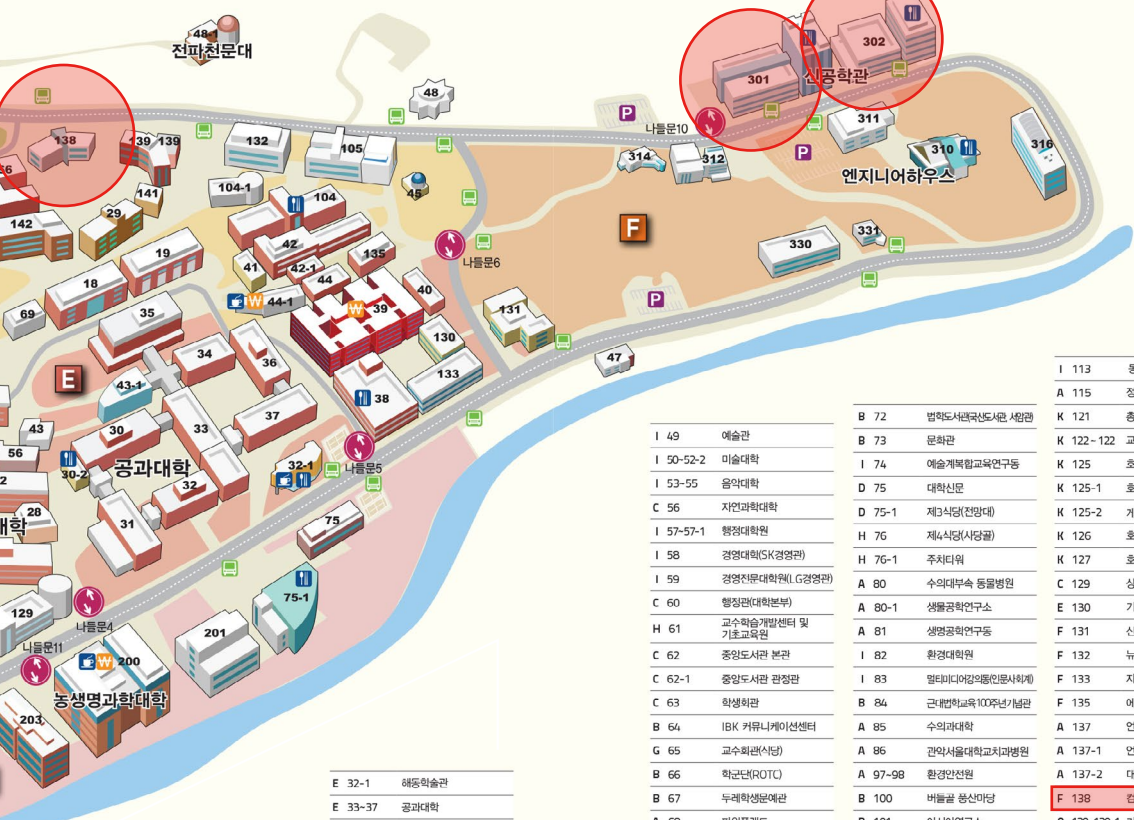 48-1
전파천문대
302
301
신공학관
48
P
나들문10
138
139
139
132
105
311
P
314
312
310
엔지니어하우스
316
141
104-1
45
142
29
104
F
331
19
42
135
나들문6
330
41
42-1
18
44
40
P
44-1
39
69
35
131
130
34
47
36
E
133
43-1
38
37
43
30
33
56
공과대학
32-1
나들문5
30-2
32
28
31
75
75-1
129
201
나들문4
나들문11
200
농생명과학대학
203
I 49 예술관
I 50-52-2 미술대학
I 53-55 음악대학
C 56 자연과학대학
I 57-57-1 행정대학원
I 58 경영대학(SK경영관)
I 59 경영전문대학원(LG경영관)
C 60 행정관(대학본부)
H 61 교수학습개발센터 및
기초교육원
C 62 중앙도서관 본관
C 62-1 중앙도서관 관정관
C 63 학생회관
B 64 IBK 커뮤니케이션센터
G 65 교수회관(식당)
B 66 학군단(ROTC)
B 67 두레학생문예관
E 32-1 해동학술관
E 33~37 공과대학
B 72 법학도서관(국산도서관, 서암관)
B 73 문화관
I 74 예술계복합교육연구동
D 75 대학신문
D 75-1 제3식당(전망대)
H 76 제4식당(사당골)
H 76-1 주차타워
A 80 수의대부속 동물병원
A 80-1 생물공학연구소
A 81 생명공학연구동
I 82 환경대학원
I 83 멀티미디어강의동(인문사회계)
B 84 근대법학교육100주년기념관
A 85 수의과대학
A 86 관악서울대학교치과병원
A 97~98 환경안전원
B 100 버들골 풍산마당
I 113
A 115
K 121
K 122~122
K 125
K 125-1
K 125-2
K 126
K 127
C 129
E 130
F 131
F 132
F 133
F 135
A 137
A 137-1
A 137-2
F 138